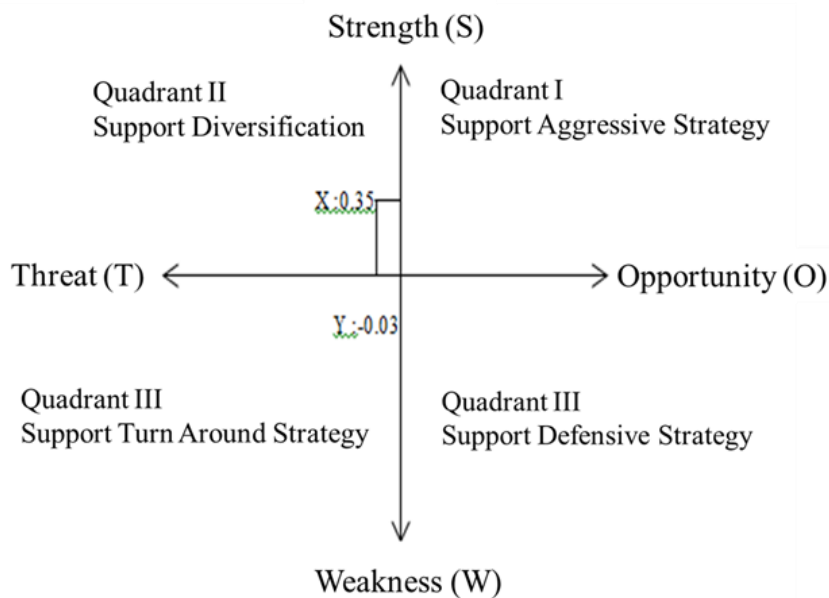 Strength (S)
Quadrant II
Support Diversification
Quadrant I
Support Aggressive Strategy
X :0.35
Threat (T)
Opportunity (O)
Y :-0.03
Quadrant III
Support Turn Around Strategy
Quadrant III
Support Defensive Strategy
Weakness (W)